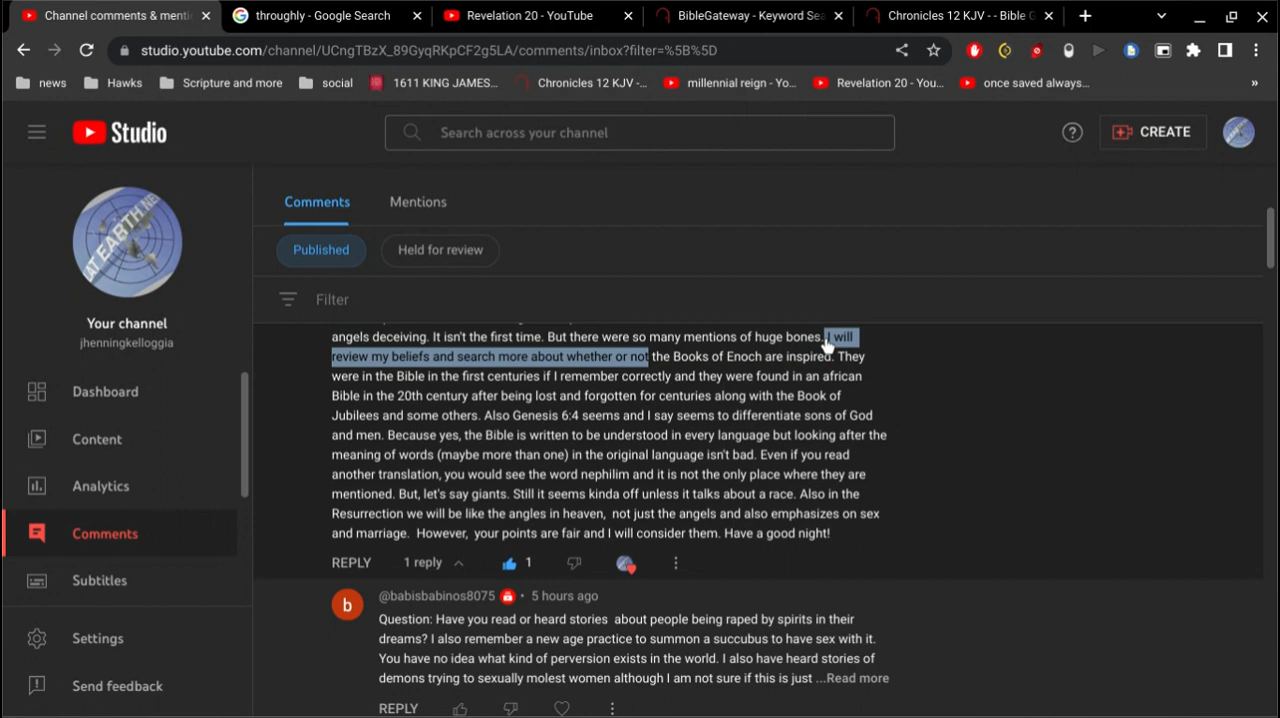 Channel comments & menti
throughly - Google Search
Revelation 20 - YouTube
BibleGateway - Keyword Sea
Chronicles 12 KJV - - Bible G
studio.youtube.com/channel/UCngTBzX_89GyqRKpCF2g5LA/comments/inbox?filter=%5B%5D
news
Hawks
Scripture and more
social
1611 KING JAMES...
Chronicles 12 KJV -...
millennial reign - Yo...
Revelation 20 - You...
once saved always...
»
Studio
Search across your channel
CREATE
AT EARTH NE
Your channel
jhenningkelloggia
Dashboard
Content
Analytics
Comments
Subtitles
Settings
Send feedback
Comments
Mentions
Published
Held for review
Filter
angels deceiving. It isn't the first time. But there were so many mentions of huge bones. I will
review my beliefs and search more about whether or not the Books of Enoch are inspired. They
were in the Bible in the first centuries if I remember correctly and they were found in an african
Bible in the 20th century after being lost and forgotten for centuries along with the Book of
Jubilees and some others. Also Genesis 6:4 seems and I say seems to differentiate sons of God
and men. Because yes, the Bible is written to be understood in every language but looking after the
meaning of words (maybe more than one) in the original language isn't bad. Even if you read
another translation, you would see the word nephilim and it is not the only place where they are
mentioned. But, let's say giants. Still it seems kinda off unless it talks about a race. Also in the
Resurrection we will be like the angles in heaven, not just the angels and also emphasizes on sex
and marriage. However, your points are fair and I will consider them. Have a good night!
REPLY
1 reply
1
b
@babisbabinos8075 • 5 hours ago
Question: Have you read or heard stories about people being raped by spirits in their
dreams? I also remember a new age practice to summon a succubus to have sex with it.
You have no idea what kind of perversion exists in the world. I also have heard stories of
demons trying to sexually molest women although I am not sure if this is just ...Read more
REPLY